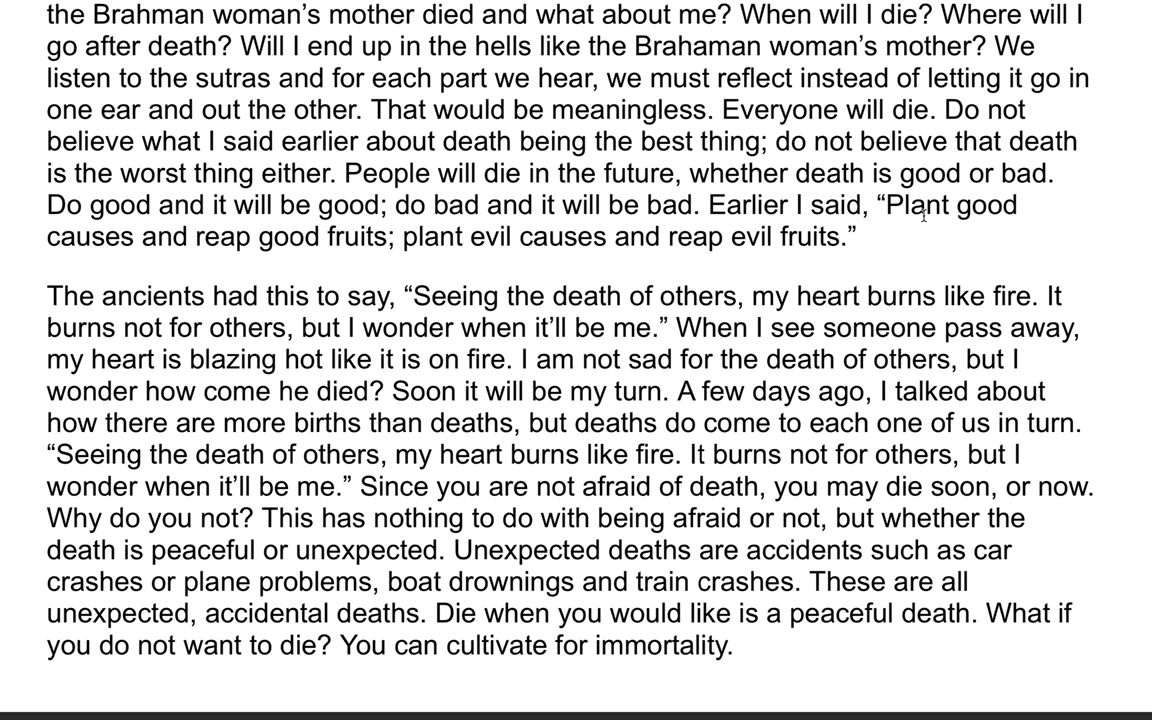 the Brahman woman’s mother died and what about me? When will I die? Where will I
go after death? Will I end up in the hells like the Brahaman woman’s mother? We
listen to the sutras and for each part we hear, we must reflect instead of letting it go in
one ear and out the other. That would be meaningless. Everyone will die. Do not
believe what I said earlier about death being the best thing; do not believe that death
is the worst thing either. People will die in the future, whether death is good or bad.
Do good and it will be good; do bad and it will be bad. Earlier I said, “Plant good
causes and reap good fruits; plant evil causes and reap evil fruits.”
The ancients had this to say, “Seeing the death of others, my heart burns like fire. It
burns not for others, but I wonder when it’ll be me.” When I see someone pass away,
my heart is blazing hot like it is on fire. I am not sad for the death of others, but I
wonder how come he died? Soon it will be my turn. A few days ago, I talked about
how there are more births than deaths, but deaths do come to each one of us in turn.
“Seeing the death of others, my heart burns like fire. It burns not for others, but I
wonder when it’ll be me.” Since you are not afraid of death, you may die soon, or now.
Why do you not? This has nothing to do with being afraid or not, but whether the
death is peaceful or unexpected. Unexpected deaths are accidents such as car
crashes or plane problems, boat drownings and train crashes. These are all
unexpected, accidental deaths. Die when you would like is a peaceful death. What if
you do not want to die? You can cultivate for immortality.